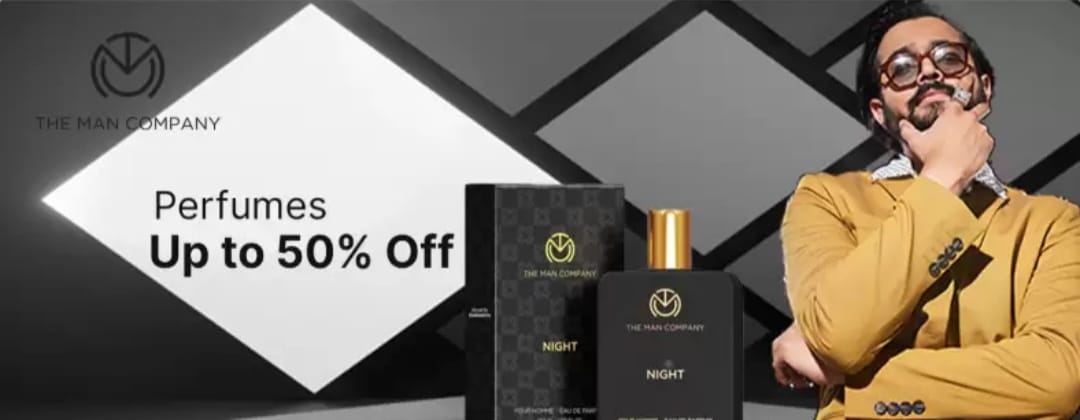 THE MAN COMPANY
Perfumes
Up to 50% Off
THE MAN COMPANY
NIGHT
THE MAN COMPANY
NIGHT